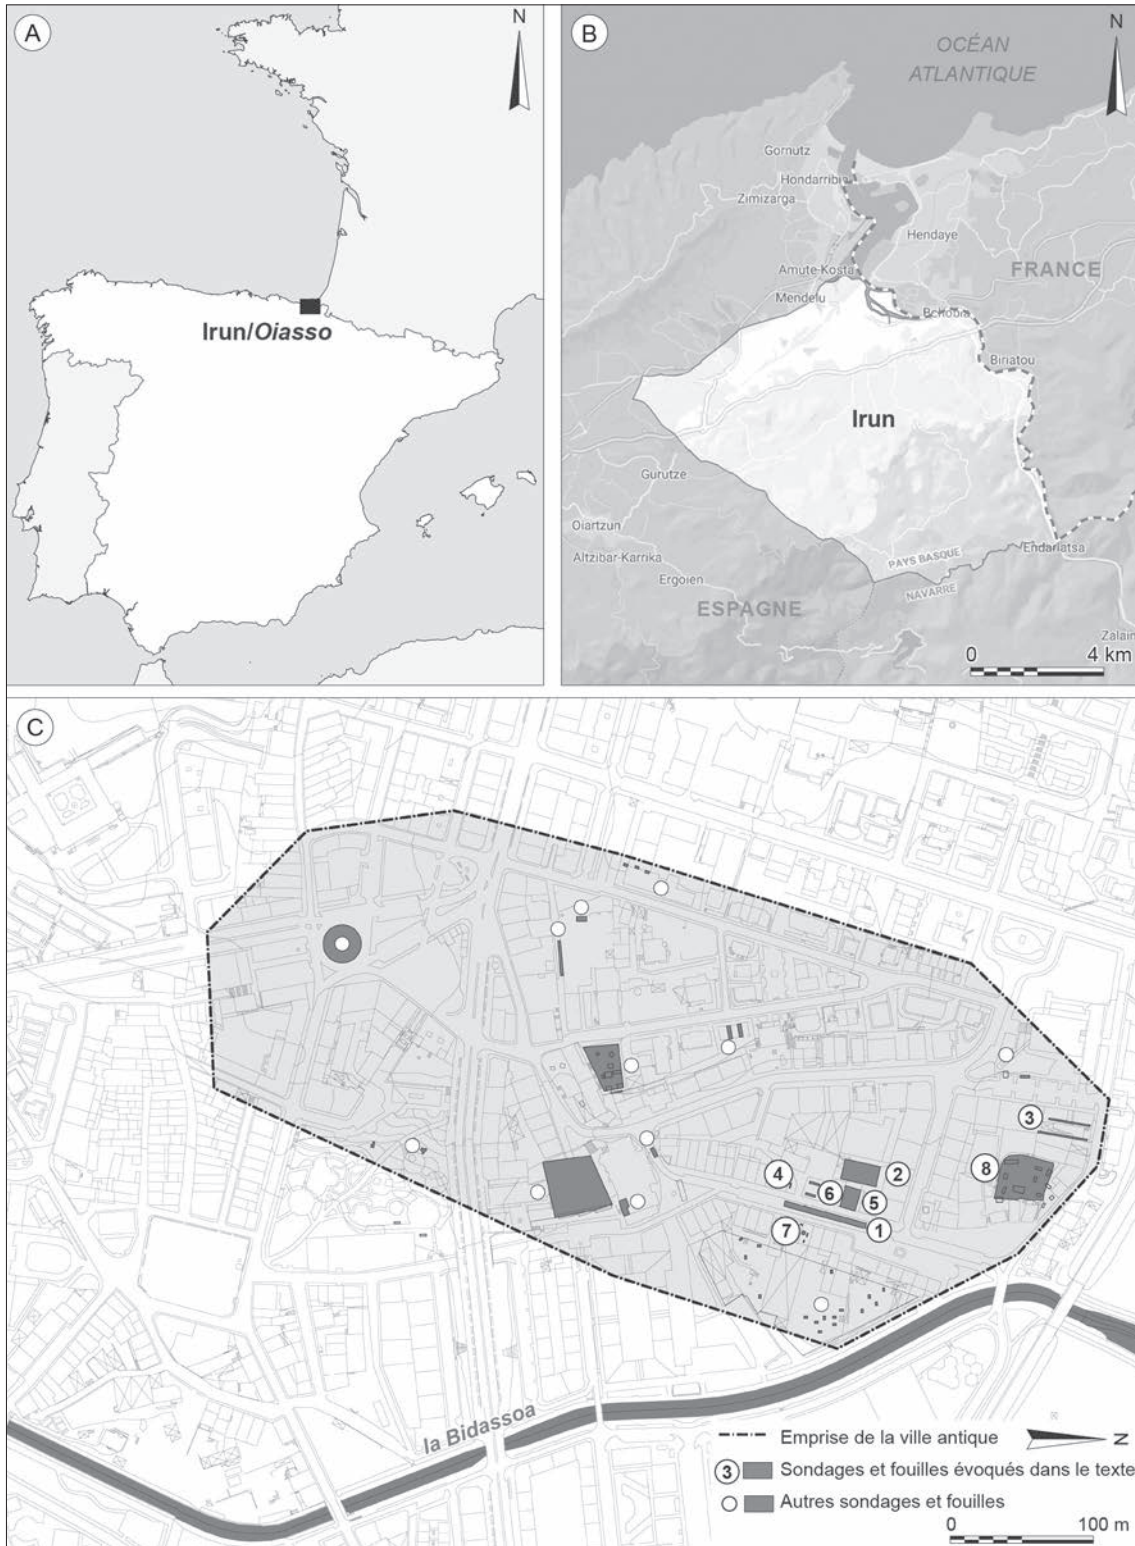 A
N
Irun/Oiasso
B
N
OCÉAN
ATLANTIQUE
Gornutz
Hondarribia
Zimizarga
Hendaye
FRANCE
Amute-Kosta
Mendelu
Behobia
Biriatou
Irun
Gurutze
Oiartzun
Altzibar-Karrika
Ergoien
Endarlatsa
PAYS BASQUE
NAVARRE
ESPAGNE
Zalain
0 4 km
C
3
8
4
2
6
5
7
1
la Bidassoa
Emprise de la ville antique
N
3 Sondages et fouilles évoqués dans le texte
Autres sondages et fouilles
0 100 m